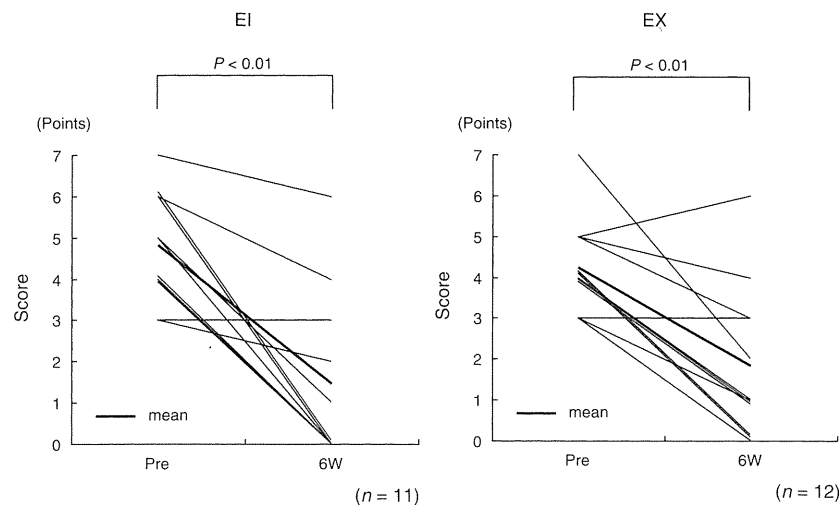 EI
P < 0.01
(Points)
7
6
5
4
3
2
1
0
Score
mean
Pre 6W
(n = 11)
EX
P < 0.01
(Points)
7
6
5
4
3
2
1
0
Score
mean
Pre 6W
(n = 12)